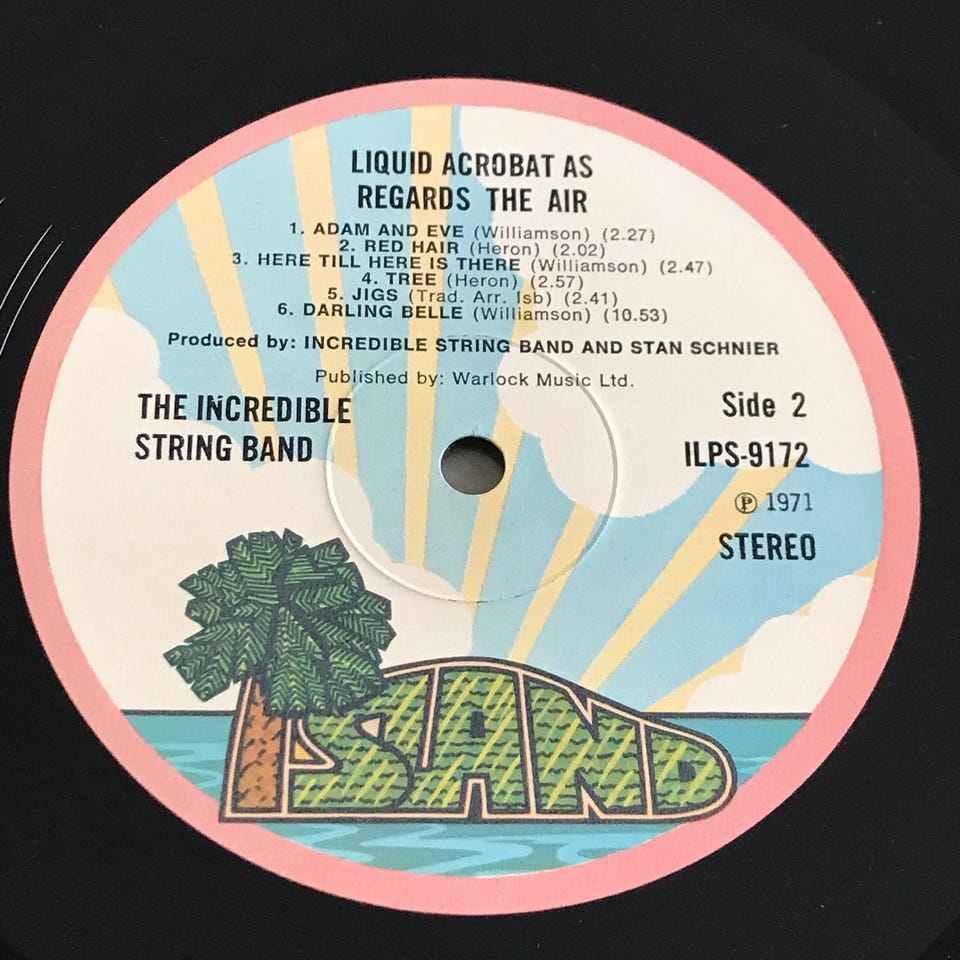 LIQUID ACROBAT AS
REGARDS THE AIR
1. ADAM AND EVE (Williamson) (2.27)
2. RED HAIR (Heron) (2.02)
3. HERE TILL HERE IS THERE (Williamson) (2.47)
4. TREE (Heron) (2.57)
5. JIGS (Trad. Arr. Isb) (2.41)
6. DARLING BELLE (Williamson) (10.53)
Produced by: INCREDIBLE STRING BAND AND STAN SCHNIER
Published by: Warlock Music Ltd.
THE INCREDIBLE
STRING BAND
Side 2
ILPS-9172
Ⓟ 1971
STEREO
ISLAND